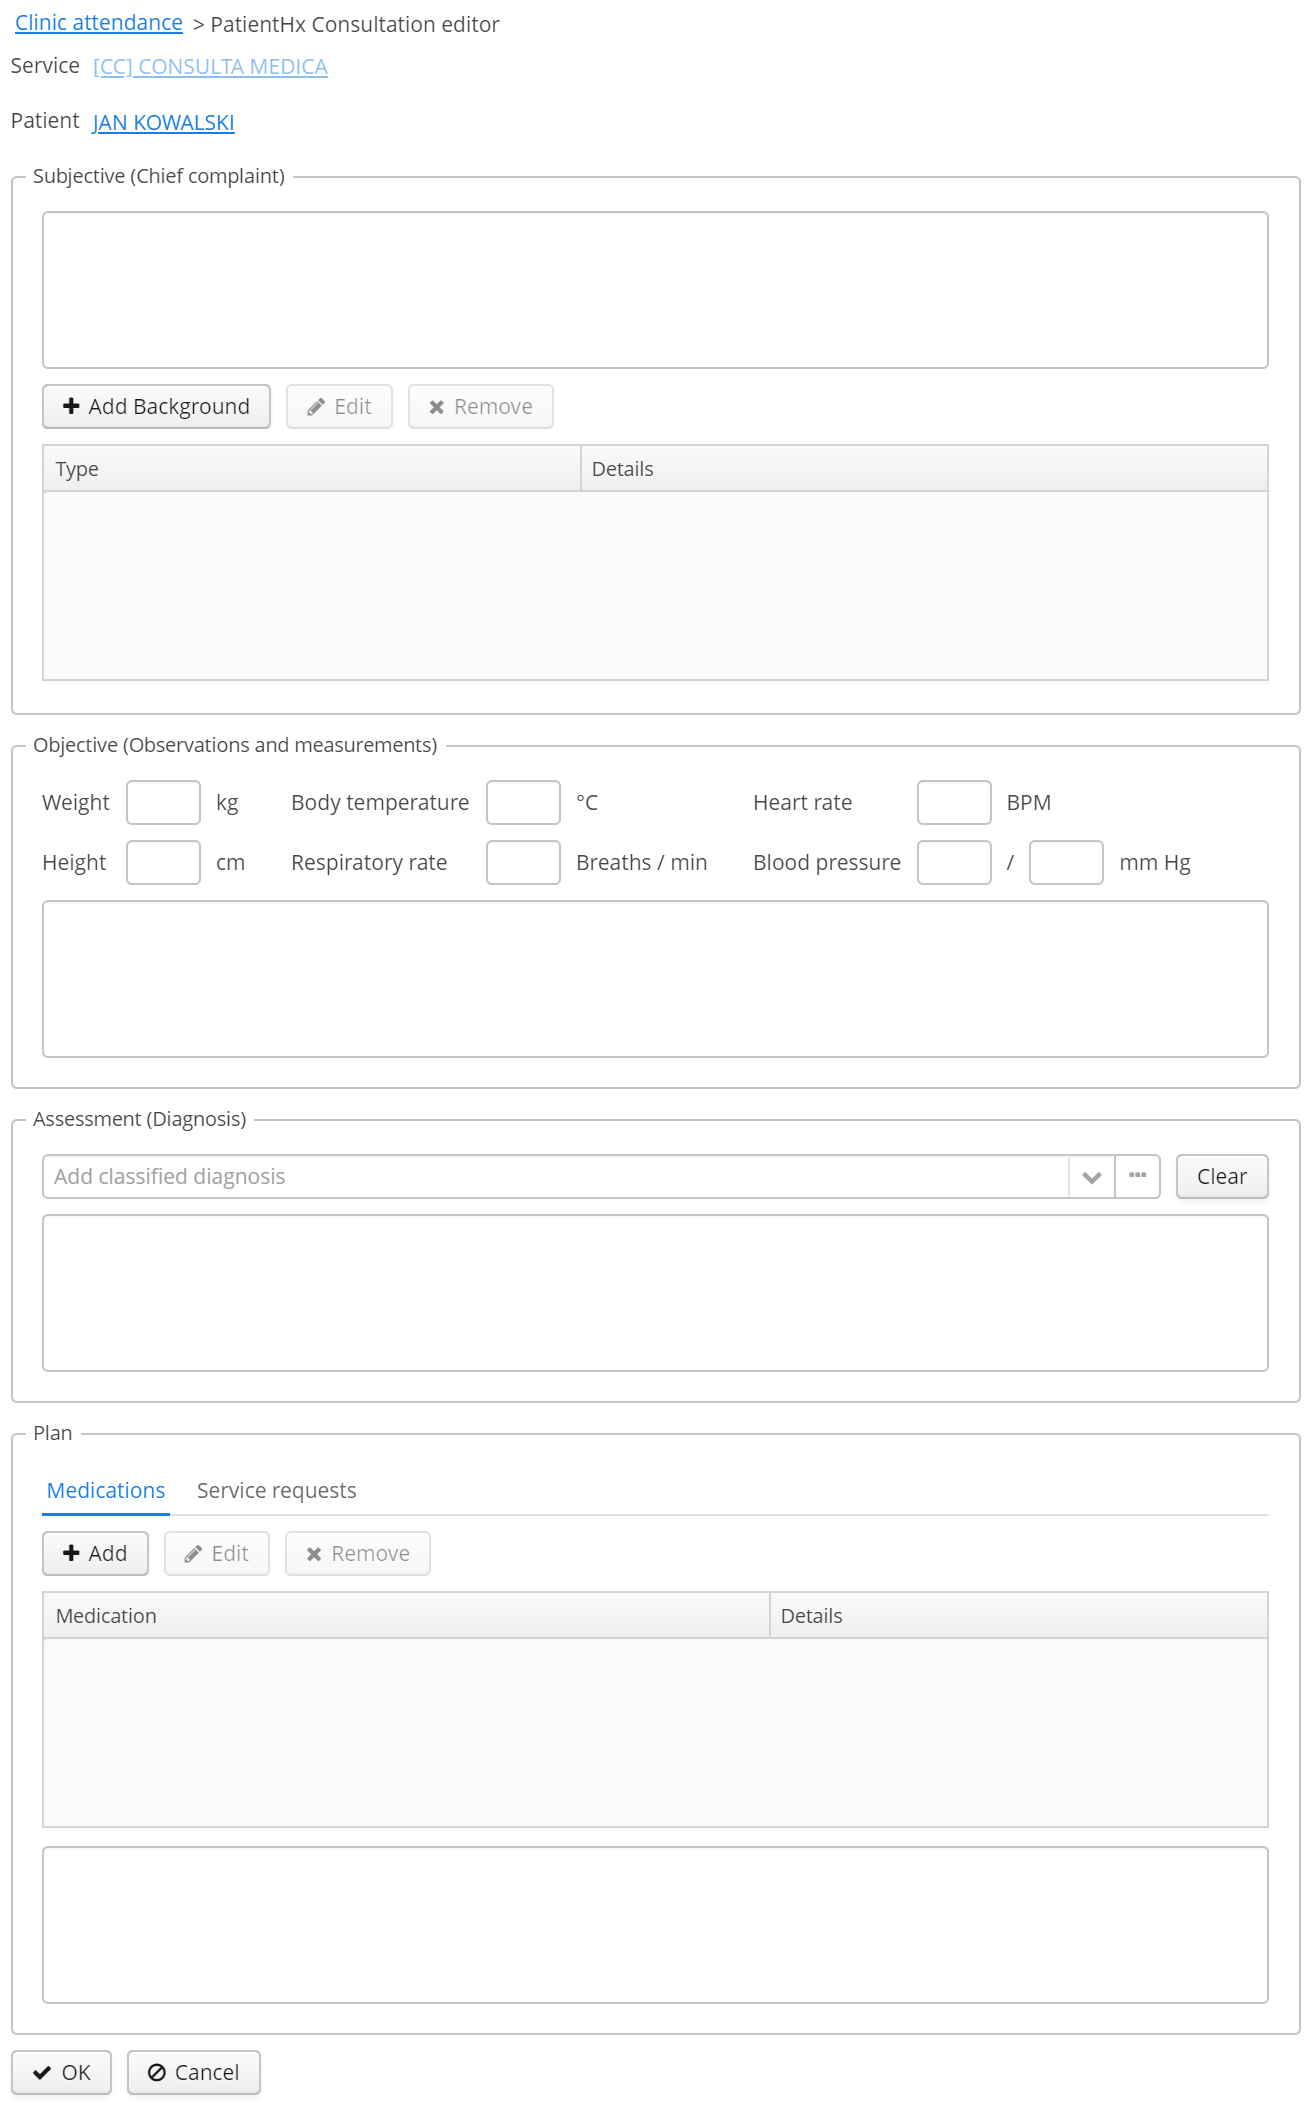 Clinic attendance > PatientHx Consultation editor
Service [CC] CONSULTA MEDICA
Patient JAN KOWALSKI
Subjective (Chief complaint)
Add Background Edit Remove
Type Details
Objective (Observations and measurements)
Weight kg Body temperature °C Heart rate BPM
Height cm Respiratory rate Breaths / min Blood pressure / mm Hg
Assessment (Diagnosis)
Add classified diagnosis Clear
Plan
Medications Service requests
Add Edit Remove
Medication Details
OK Cancel